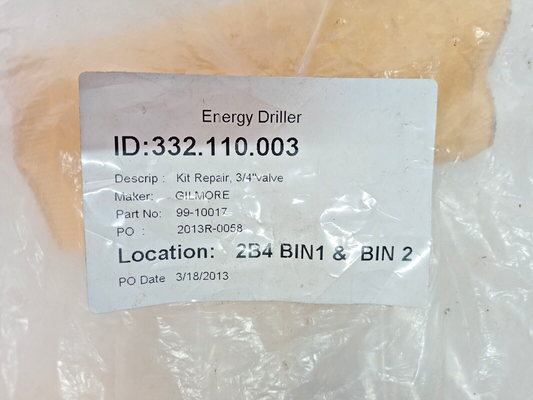 Energy Driller
ID:332.110.003
Descrip : Kit Repair, 3/4"valve
Maker: GILMORE
Part No: 99-10017
PO : 2013R-0058
Location: 2B4 BIN1 & BIN 2
PO Date 3/18/2013